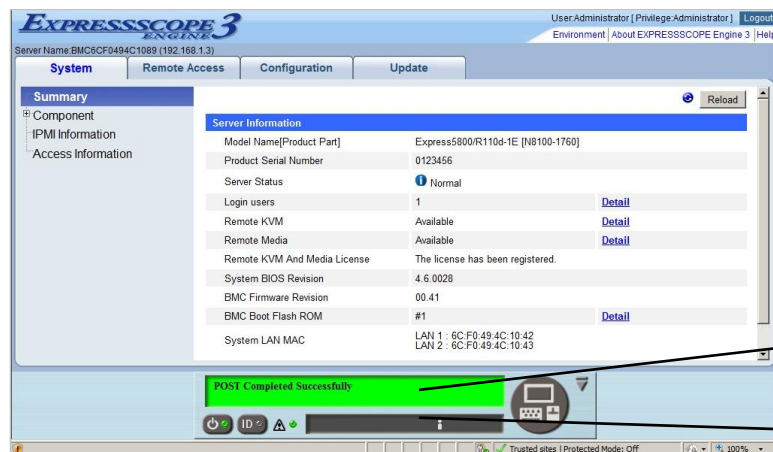 EXPRESSSCOPE
ENGINE 3
User:Administrator [ Privilege:Administrator ] Logout
Environment | About EXPRESSSCOPE Engine 3 | Help
Server Name:BMC6CF0494C1089 (192.168.1.3)
System Remote Access Configuration Update
Summary
Component
IPMI Information
Access Information
Reload
Server Information
Model Name[Product Part] Express5800/R110d-1E [N8100-1760]
Product Serial Number 0123456
Server Status Normal
Login users 1 Detail
Remote KVM Available Detail
Remote Media Available Detail
Remote KVM And Media License The license has been registered.
System BIOS Revision 4.6.0028
BMC Firmware Revision 00.41
BMC Boot Flash ROM #1 Detail
System LAN MAC LAN 1 : 6C:F0:49:4C:10:42
LAN 2 : 6C:F0:49:4C:10:43
POST Completed Successfully
ID
Trusted sites | Protected Mode: Off 100%